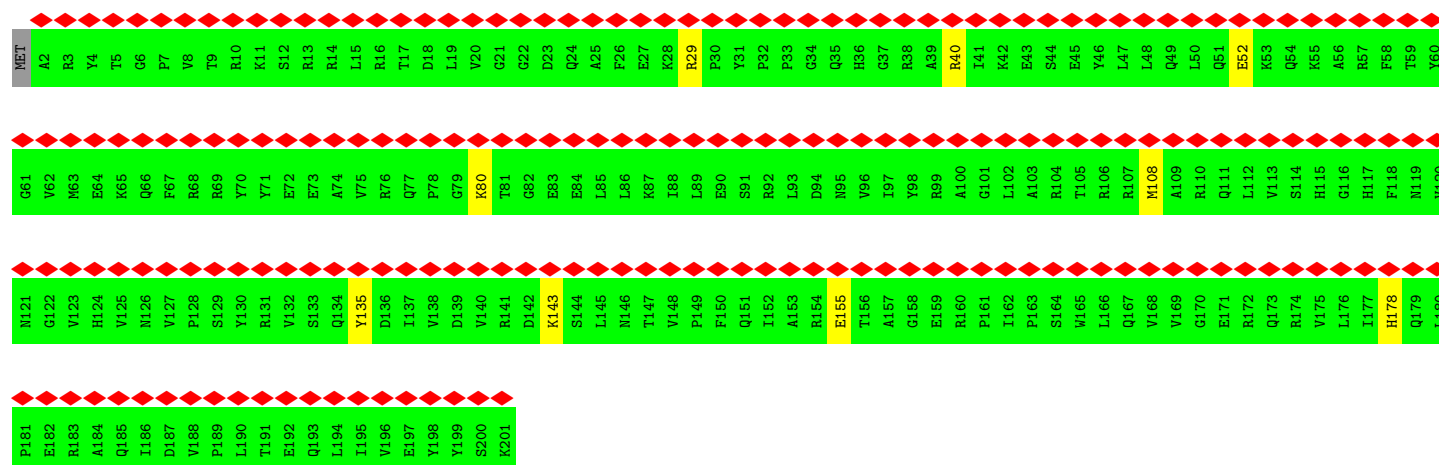 MET A2 R3 Y4 T5 G6 P7 V8 T9 R10 K11 S12 R13 R14 L15 R16 T17 D18 L19 V20 G21 G22 D23 Q24 A25 F26 E27 K28 R29 P30 Y31 P32 P33 G34 Q35 H36 G37 R38 A39 R40 I41 K42 E43 S44 E45 Y46 L47 L48 Q49 L50 Q51 E52 K53 Q54 K55 A56 R57 F58 T59 Y60
G61 V62 M63 E64 K65 Q66 F67 R68 R69 Y70 Y71 E72 E73 A74 V75 R76 Q77 P78 G79 K80 T81 G82 E83 E84 L85 L86 K87 I88 L89 E90 S91 R92 L93 D94 N95 V96 I97 Y98 R99 A100 G101 L102 A103 R104 T105 R106 R107 M108 A109 R110 Q111 L112 V113 S114 H115 G116 H117 F118 N119
N121 G122 V123 H124 V125 N126 V127 P128 S129 Y130 R131 V132 S133 Q134 Y135 D136 I137 V138 D139 V140 R141 D142 K143 S144 L145 N146 T147 V148 P149 F150 Q151 I152 A153 R154 E155 T156 A157 G158 E159 R160 P161 I162 P163 S164 W165 L166 Q167 V168 V169 G170 E171 R172 Q173 R174 V175 L176 I177 H178 Q179
P181 E182 R183 A184 Q185 I186 D187 V188 P189 L190 T191 E192 Q193 L194 I195 V196 E197 Y198 Y199 S200 K201